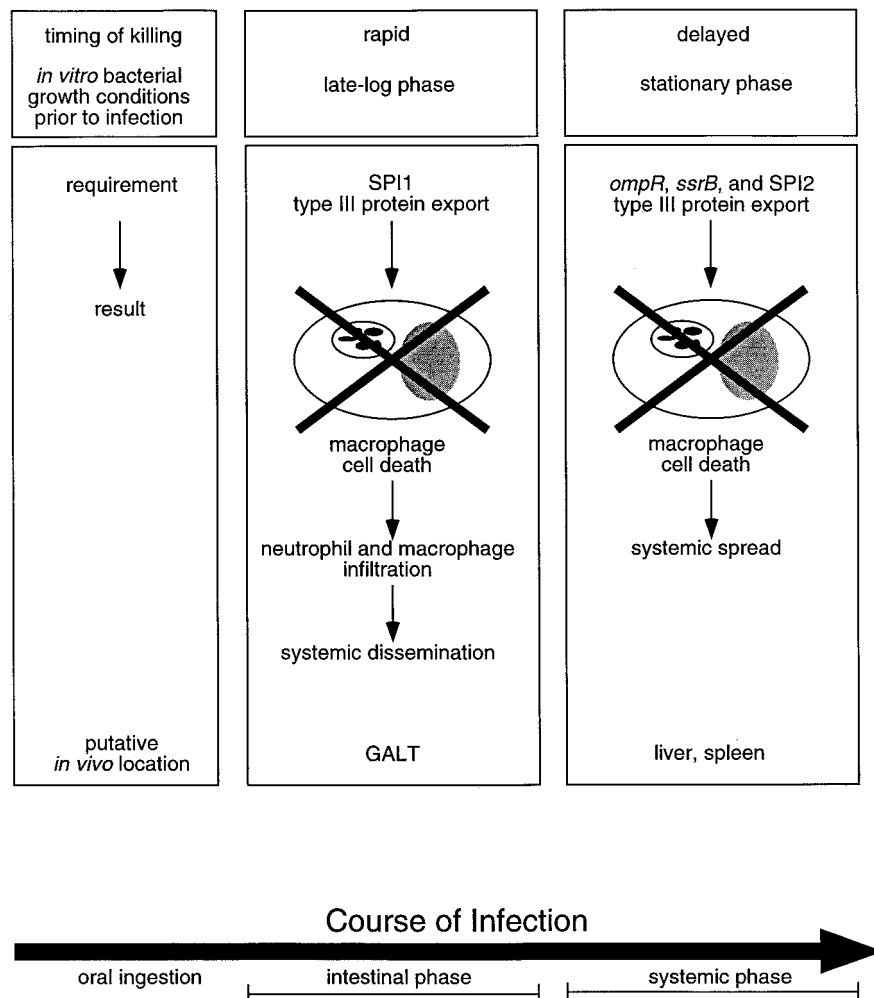 timing of killing
in vitro bacterial
growth conditions
prior to infection
rapid
late-log phase
delayed
stationary phase
requirement
result
putative
in vivo location
SPI1
type III protein export
macrophage
cell death
neutrophil and macrophage
infiltration
systemic dissemination
GALT
ompR, ssrB, and SPI2
type III protein export
macrophage
cell death
systemic spread
liver, spleen
Course of Infection
oral ingestion
intestinal phase
systemic phase